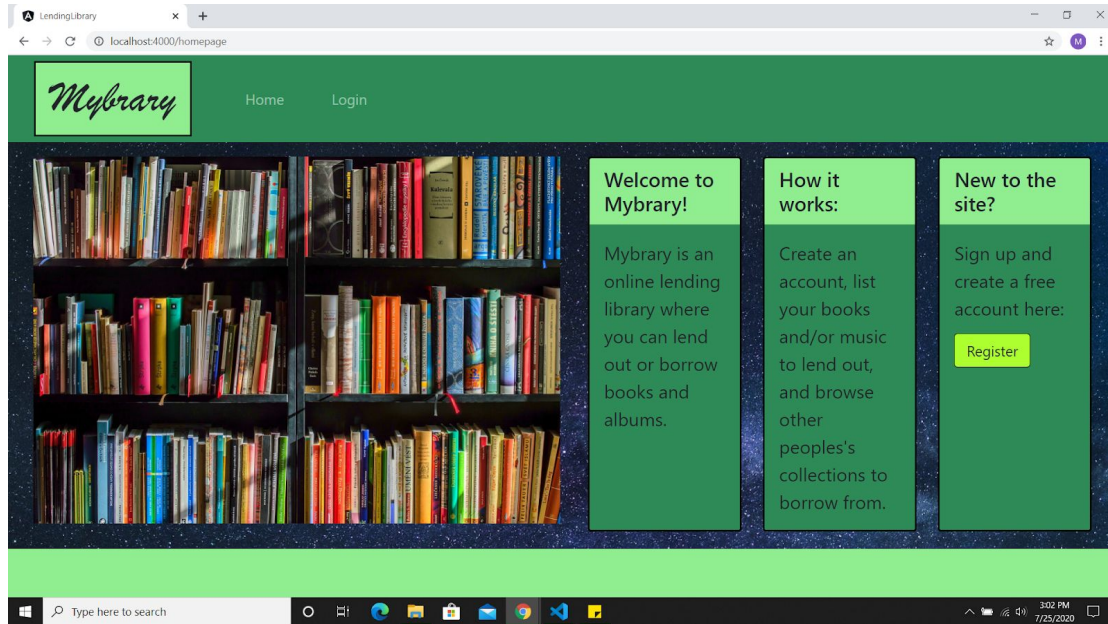 LendingLibrary
localhost:4000/homepage
M
Mybrary
Home
Login
Kalevala
Welcome to
Mybrary!
Mybrary is an
online lending
library where
you can lend
out or borrow
books and
albums.
How it
works:
Create an
account, list
your books
and/or music
to lend out,
and browse
other
peoples's
collections to
borrow from.
New to the
site?
Sign up and
create a free
account here:
Register
Type here to search
3:02 PM
7/25/2020